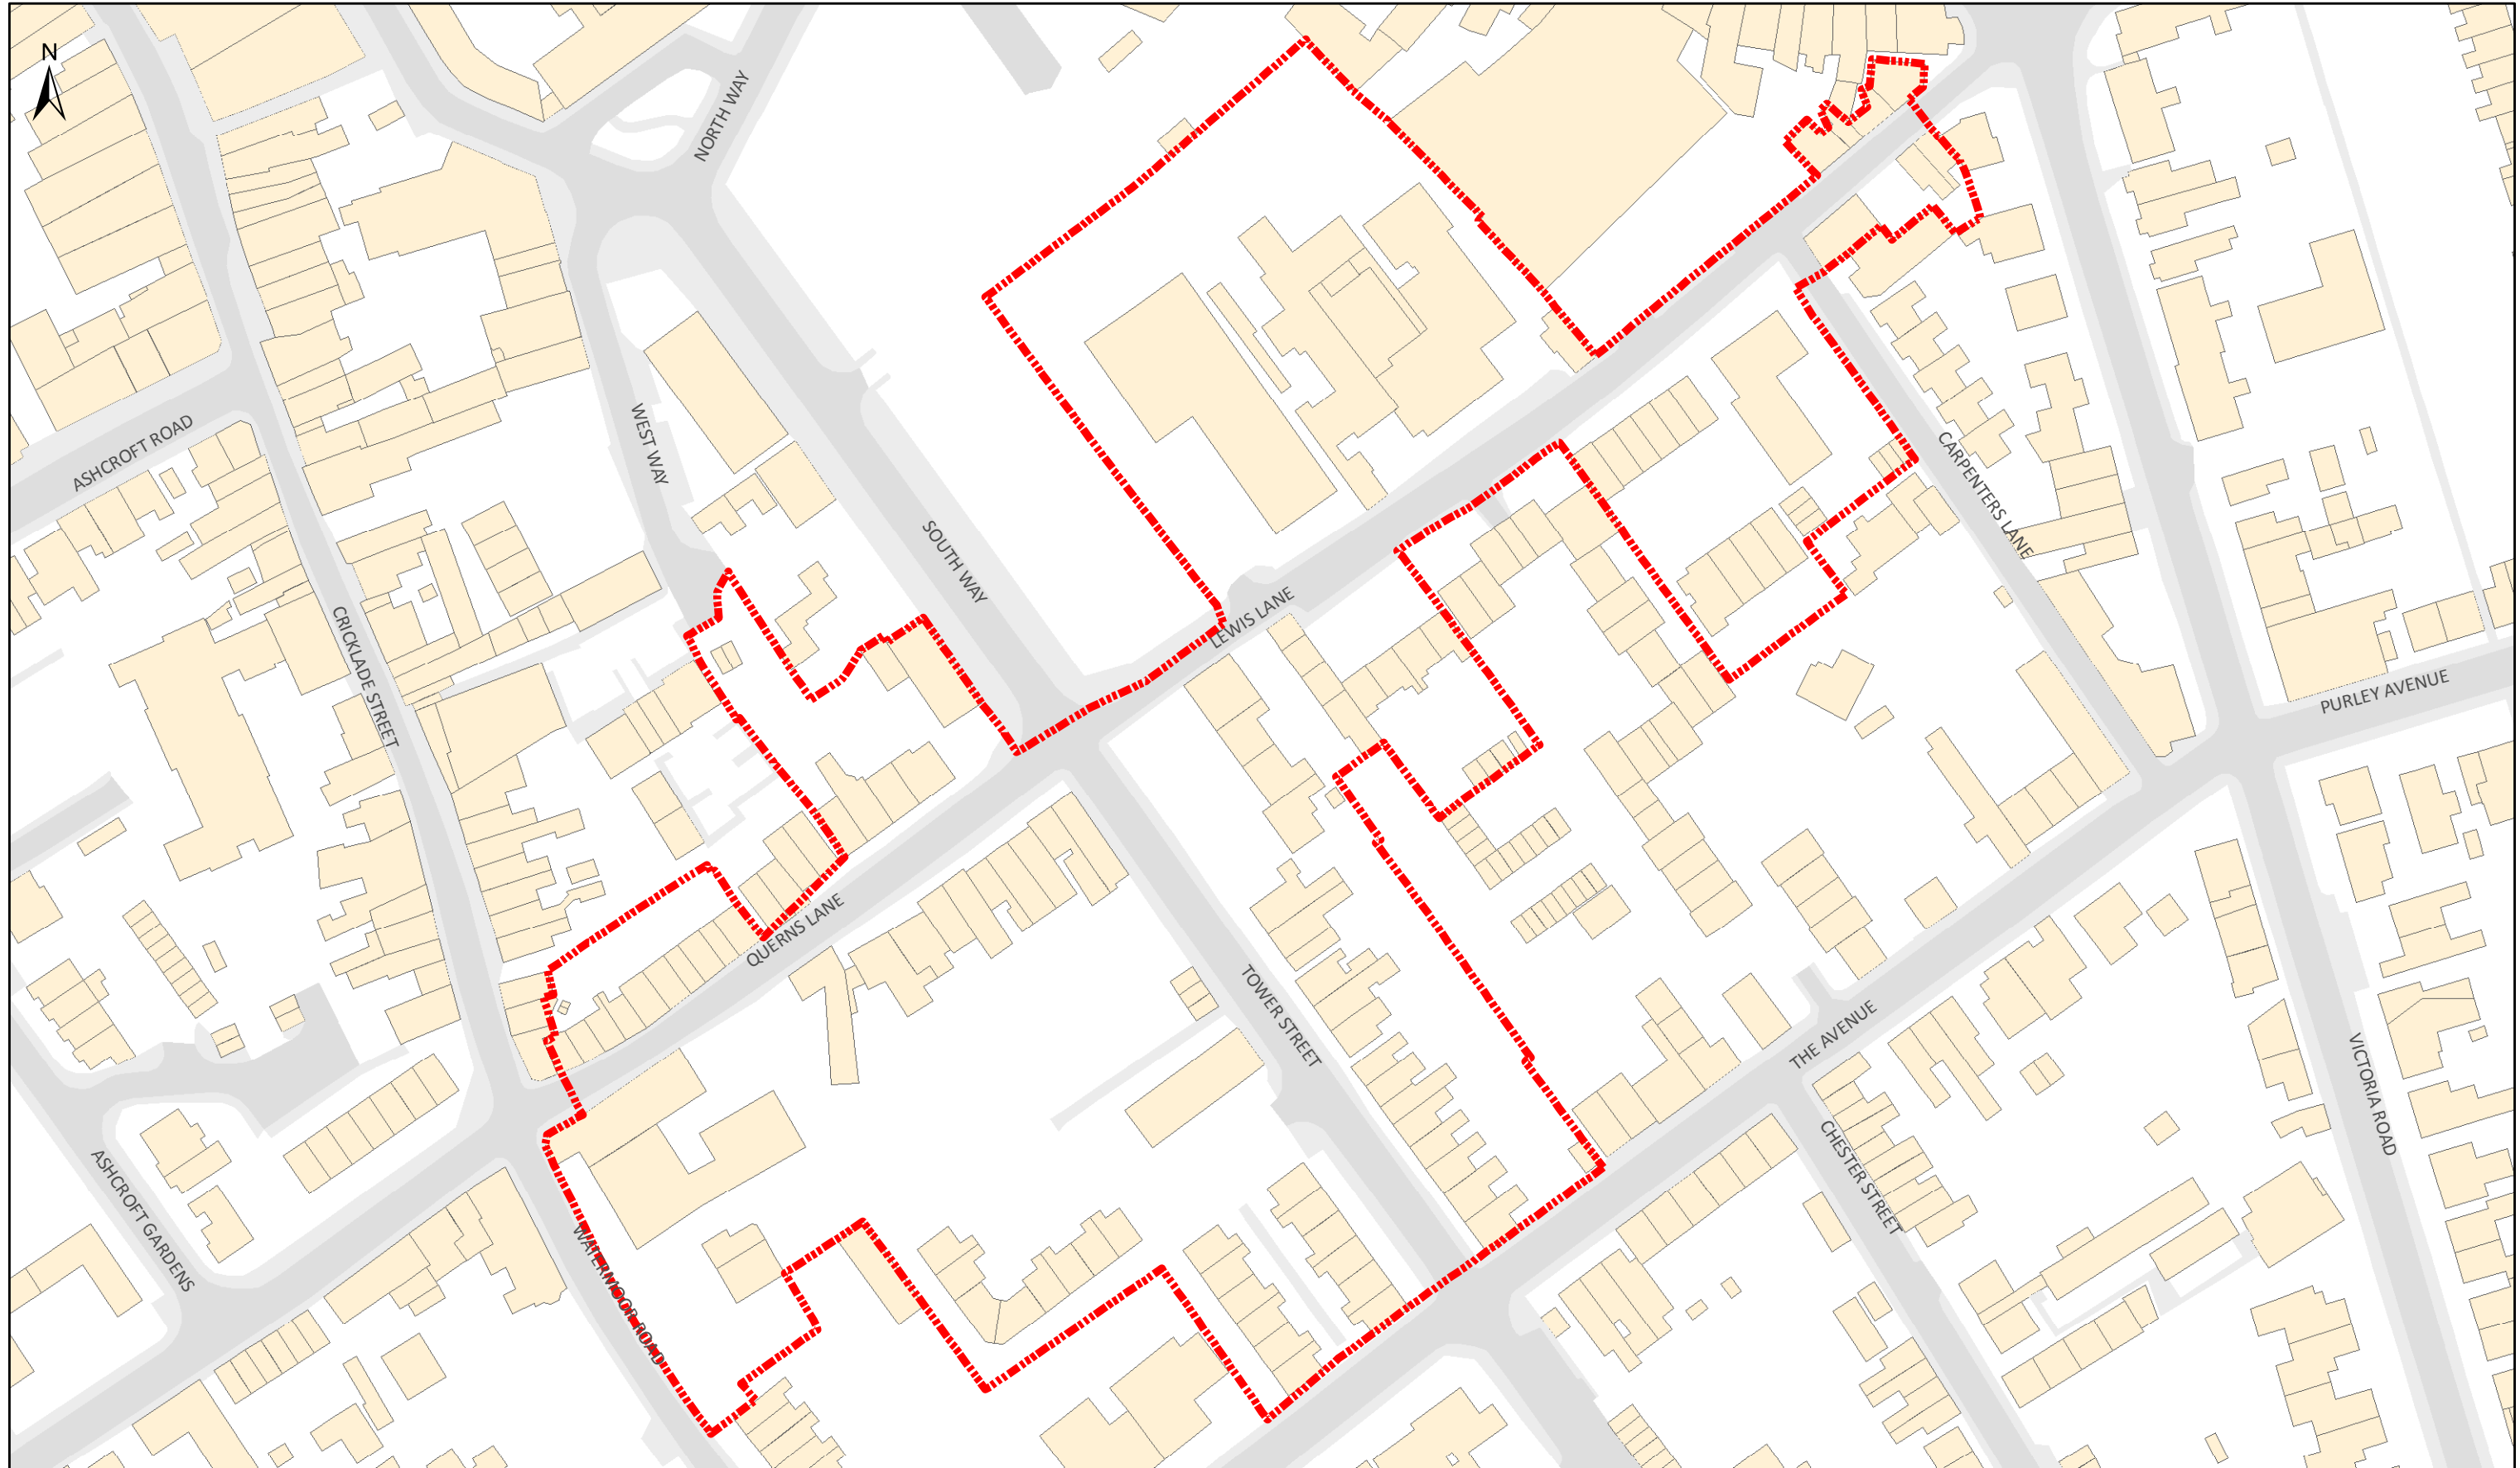 N
NORTH WAY
ASHCROFT ROAD
WEST WAY
CARPENTERS LANE
SOUTH WAY
LEWIS LANE
CRICKLADE STREET
PURLEY AVENUE
QUERNS LANE
TOWER STREET
THE AVENUE
VICTORIA ROAD
CHESTER STREET
ASHCROFT GARDENS
WATERMOOR ROAD